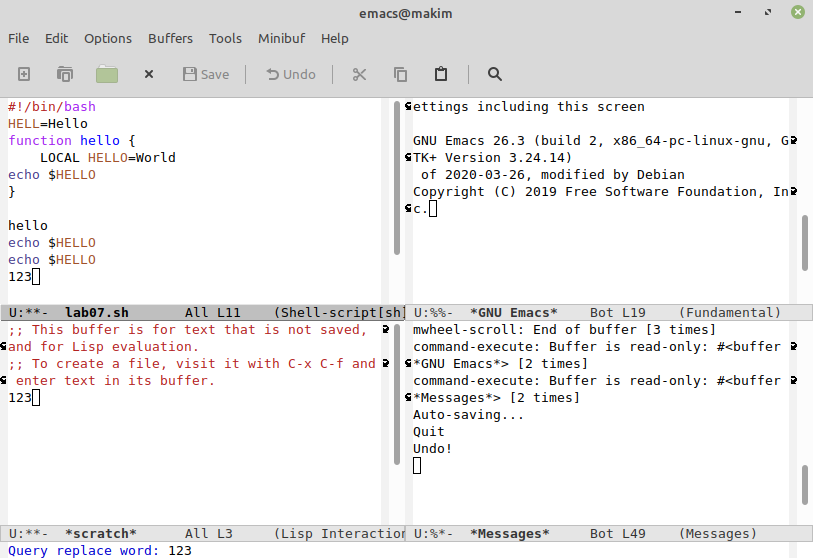 emacs@makim
File Edit Options Buffers Tools Minibuf Help
Save Undo
#!/bin/bash
HELL=Hello
function hello {
    LOCAL HELLO=World
echo $HELLO
}
hello
echo $HELLO
echo $HELLO
123
U:**-  lab07.sh       All L11    (Shell-script[sh]
ettings including this screen
GNU Emacs 26.3 (build 2, x86_64-pc-linux-gnu, G
TK+ Version 3.24.14)
 of 2020-03-26, modified by Debian
Copyright (C) 2019 Free Software Foundation, In
c.
U:%%-  *GNU Emacs*    Bot L19    (Fundamental)
;; This buffer is for text that is not saved,
and for Lisp evaluation.
;; To create a file, visit it with C-x C-f and
 enter text in its buffer.
123
U:**-  *scratch*      All L3     (Lisp Interaction
mwheel-scroll: End of buffer [3 times]
command-execute: Buffer is read-only: #<buffer
*GNU Emacs*> [2 times]
command-execute: Buffer is read-only: #<buffer
*Messages*> [2 times]
Auto-saving...
Quit
Undo!
U:%*-  *Messages*     Bot L49    (Messages)
Query replace word: 123